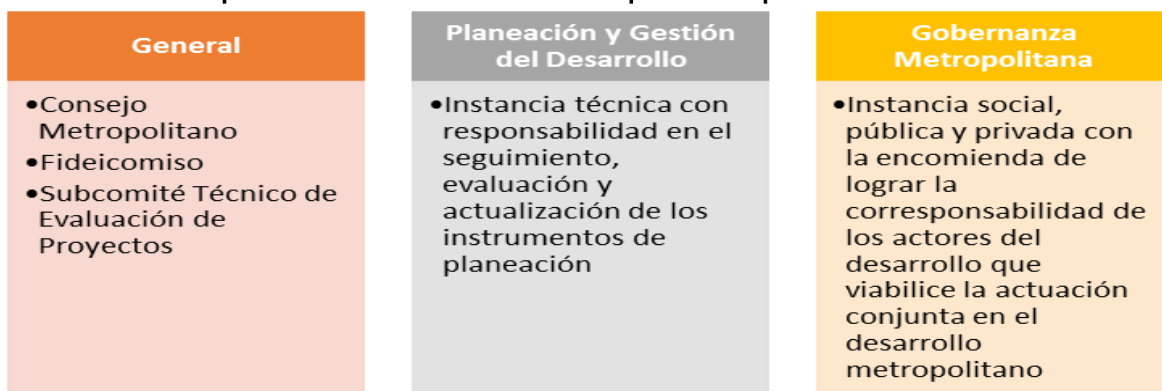 General
•Consejo
Metropolitano
•Fideicomiso
•Subcomité Técnico de
Evaluación de
Proyectos
Planeación y Gestión
del Desarrollo
•Instancia técnica con
responsabilidad en el
seguimiento,
evaluación y
actualización de los
instrumentos de
planeación
Gobernanza
Metropolitana
•Instancia social,
pública y privada con
la encomienda de
lograr la
corresponsabilidad de
los actores del
desarrollo que
viabilice la actuación
conjunta en el
desarrollo
metropolitano